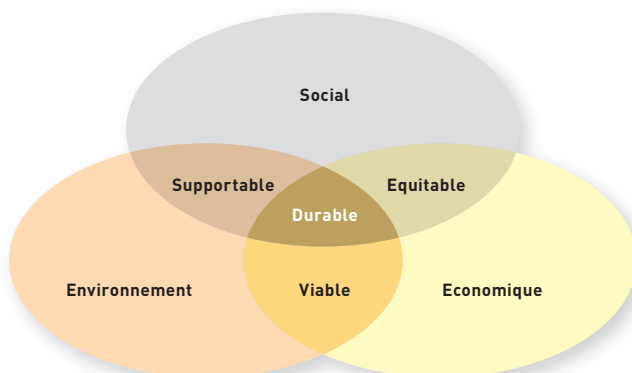 Social
Supportable
Equitable
Durable
Environnement
Viable
Economique